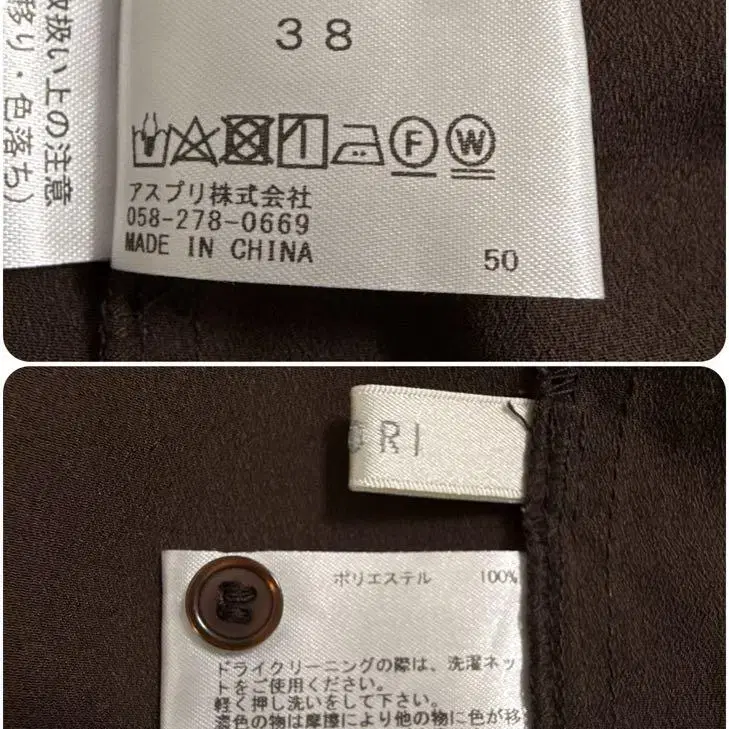 取扱い上の注意
移り・色落ち)
38
F W
アスプリ株式会社
058-278-0669
MADE IN CHINA
50
ORI
ポリエステル 100%
ドライクリーニングの際は、洗濯ネッ
トをご使用ください。
軽く押し洗いをして下さい。
濃色の物は摩擦により他の物に色が移